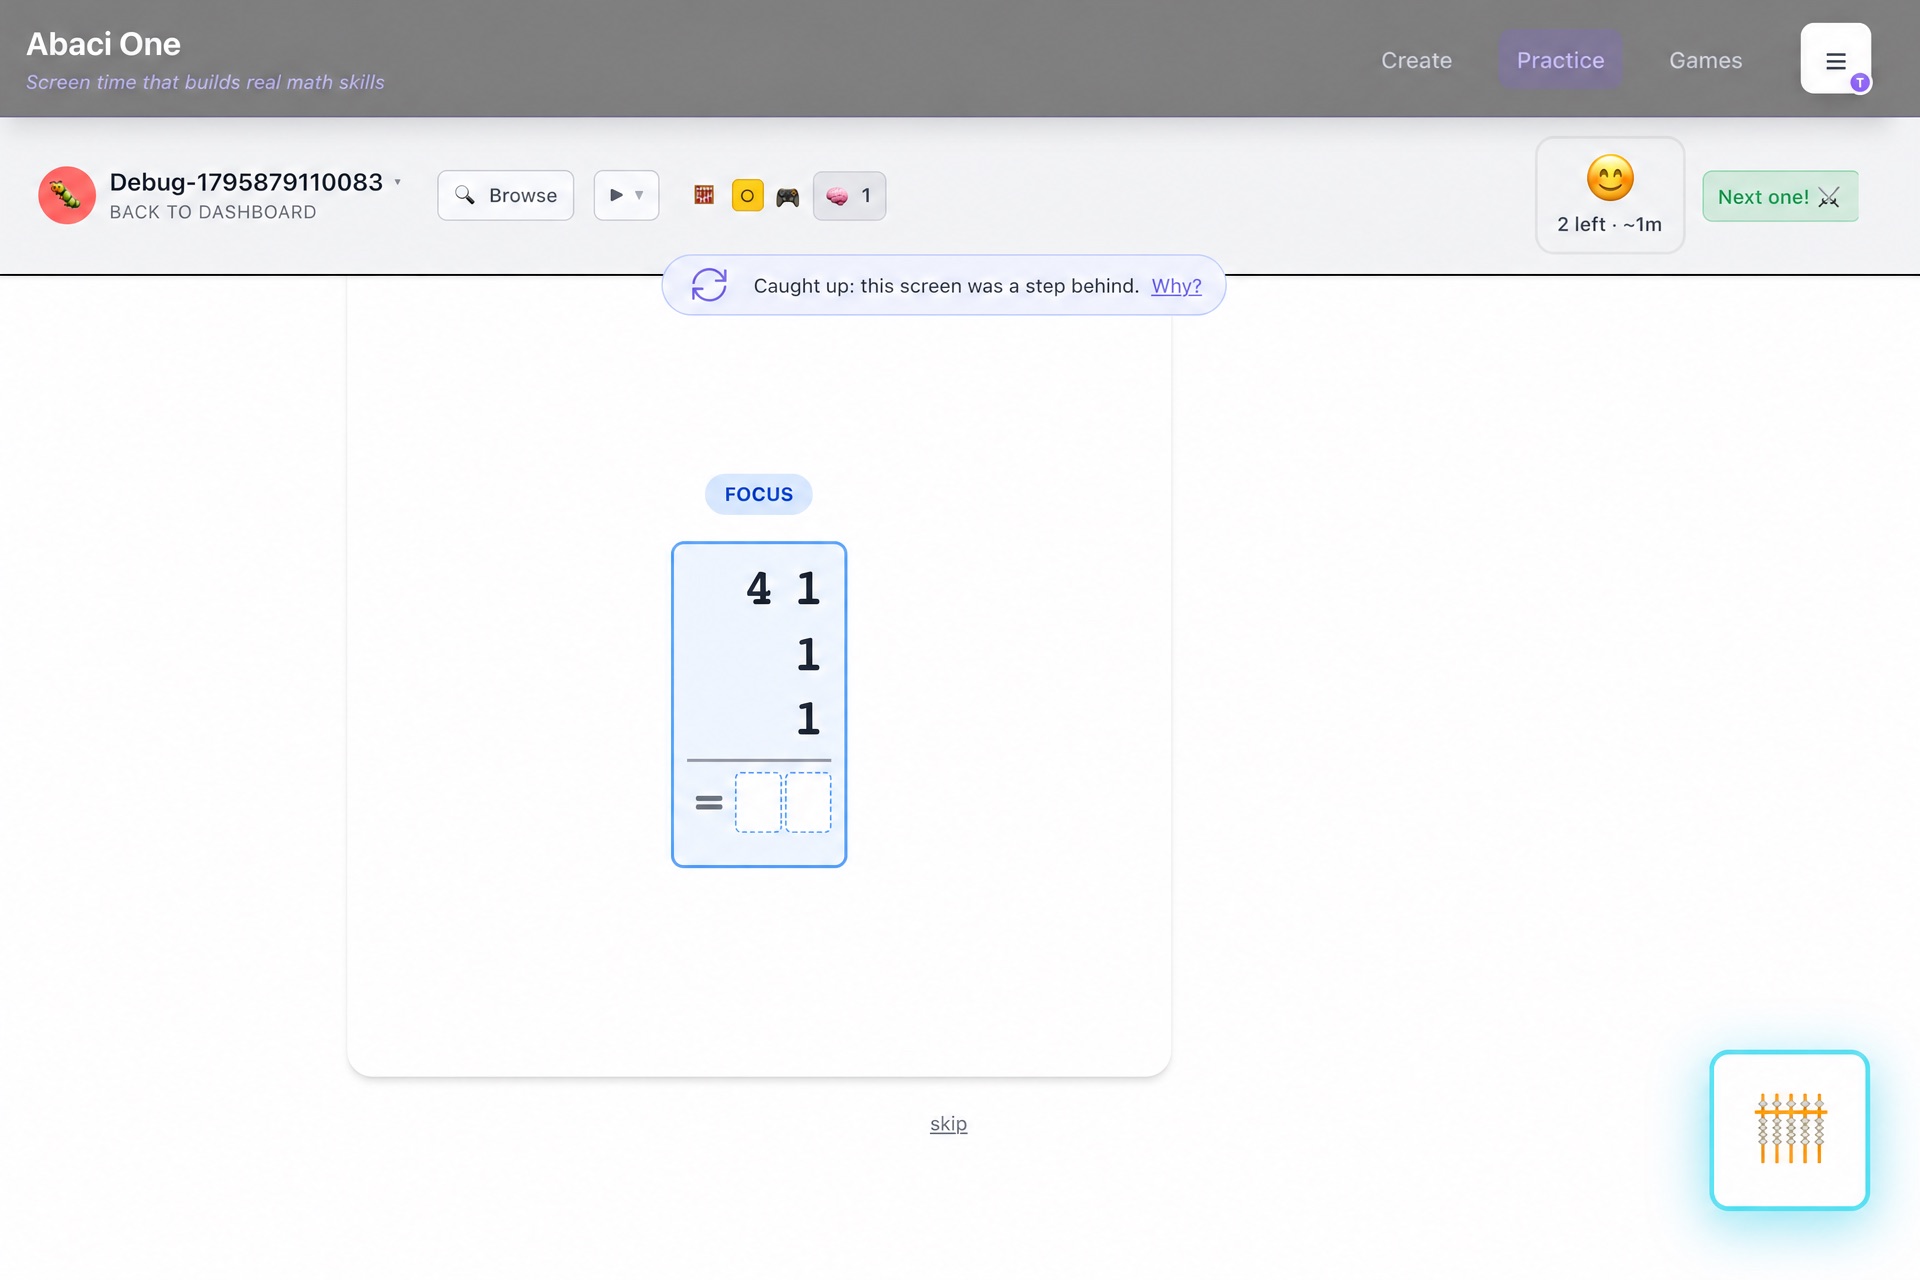 Abaci One
Screen time that builds real math skills
Create
Practice
Games
T
Debug-1795879110083
BACK TO DASHBOARD
Browse
1
2 left · ~1m
Next one!
Caught up: this screen was a step behind. Why?
FOCUS
4 1
1
1
=
skip